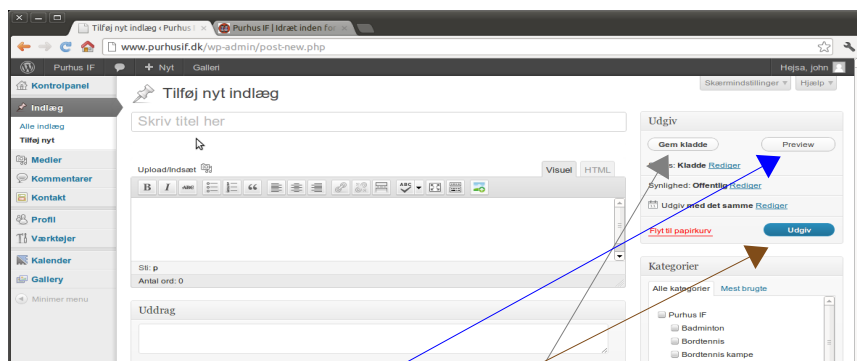 Tilføj nyt indlæg ‹ Purhus I
Purhus IF | Idræt inden for
www.purhusif.dk/wp-admin/post-new.php
Purhus IF
+ Nyt
Galleri
Hejsa, john
Skærmindstillinger
Hjælp
Kontrolpanel
Indlæg
Alle indlæg
Tilføj nyt
Medier
Kommentarer
Kontakt
Profil
Værktøjer
Kalender
Gallery
Minimer menu
Tilføj nyt indlæg
Skriv titel her
Upload/Indsæt
Visuel
HTML
B I ABC
ABC
Sti: p
Antal ord: 0
Uddrag
Udgiv
Gem kladde
Preview
Kladde Rediger
Synlighed: Offentlig Rediger
Udgiv med det samme Rediger
Flyt til papirkurv
Udgiv
Kategorier
Alle kategorier
Mest brugte
Purhus IF
Badminton
Bordtennis
Bordtennis kampe